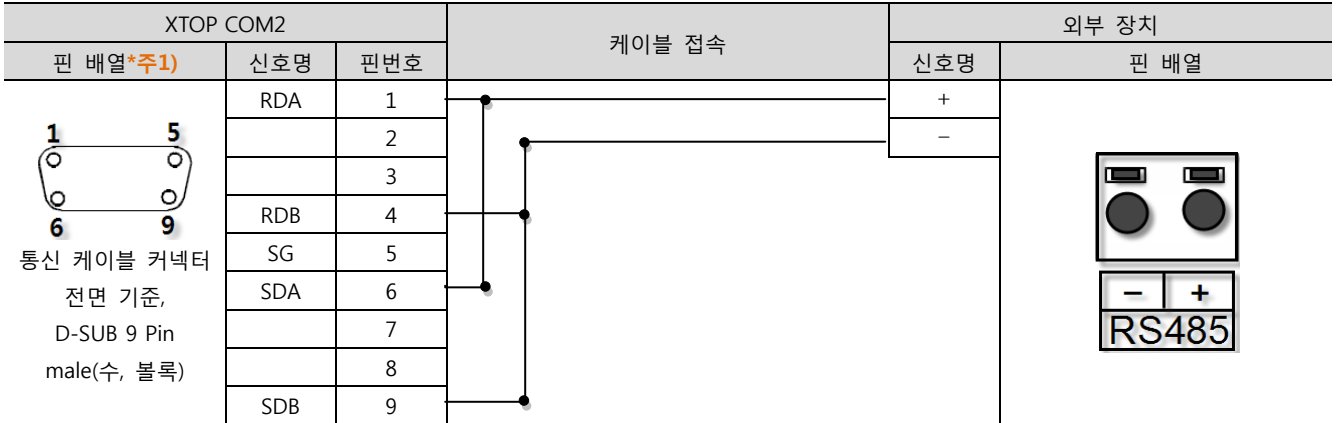 XTOP COM2 케이블 접속 외부 장치
핀 배열*주1) 신호명 핀번호 신호명 핀 배열
RDA 1 +
2 −
3
RDB 4
SG 5
SDA 6
7
8
SDB 9
1 5
6 9
통신 케이블 커넥터
전면 기준,
D-SUB 9 Pin
male(수, 볼록)
− +
RS485